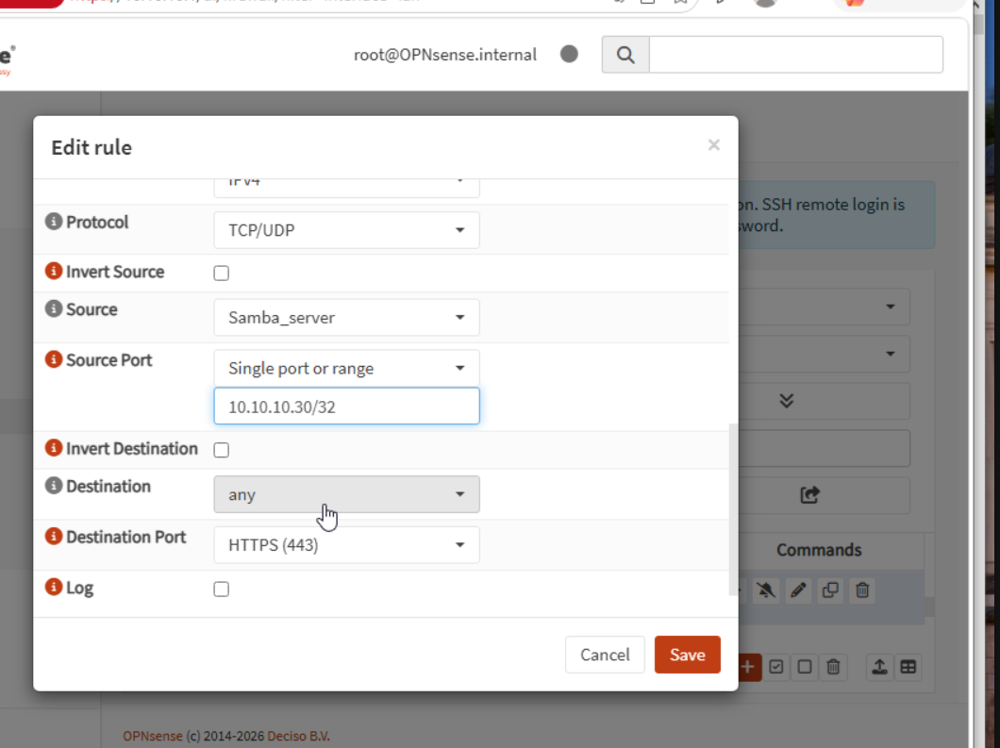 root@OPNsense.internal
Edit rule
×
on. SSH remote login is
sword.
IPv4
Protocol
TCP/UDP
Invert Source
Source
Samba_server
Source Port
Single port or range
10.10.10.30/32
Invert Destination
Destination
any
Destination Port
HTTPS (443)
Commands
Log
Cancel
Save
OPNsense (c) 2014-2026 Deciso B.V.